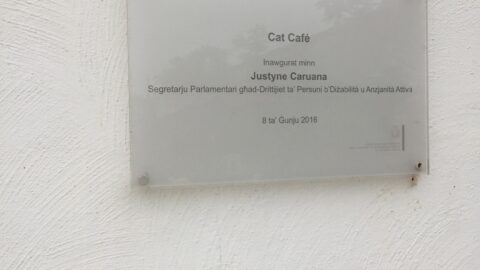 Cat Café
Inawgurat minn
Justyne Caruana
Segretarju Parlamentari għad-Drittijiet ta' Persuni b'Diżabilità u Anzjanità Attiva
8 ta' Ġunju 2016